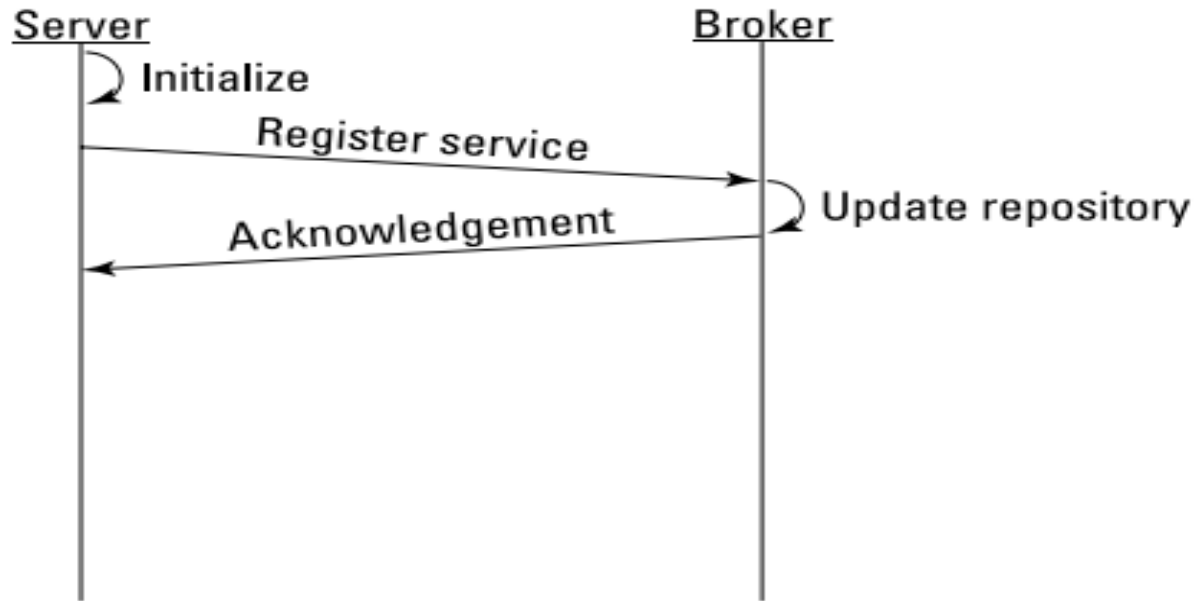 Server
Broker
Initialize
Register service
Update repository
Acknowledgement